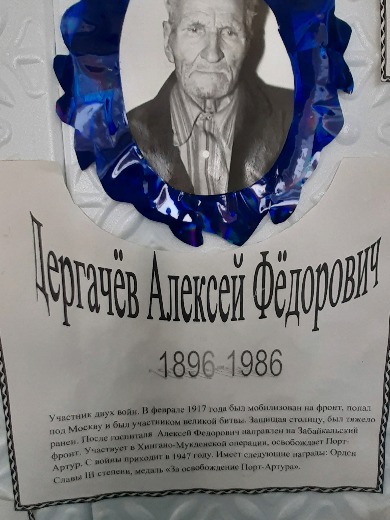 Дергачёв Алексей Фёдорович
1896-1986
Участник двух войн. В феврале 1917 года был мобилизован на фронт, попал
под Москву и был участником великой битвы. Защищая столицу, был тяжело
ранен. После госпиталя Алексей Федорович направлен на Забайкальский
фронт. Участвует в Хингано-Мукденской операции, освобождает Порт-
Артур. С войны приходит в 1947 году. Имеет следующие награды: Орден
Славы III степени, медаль «За освобождение Порт-Артура».